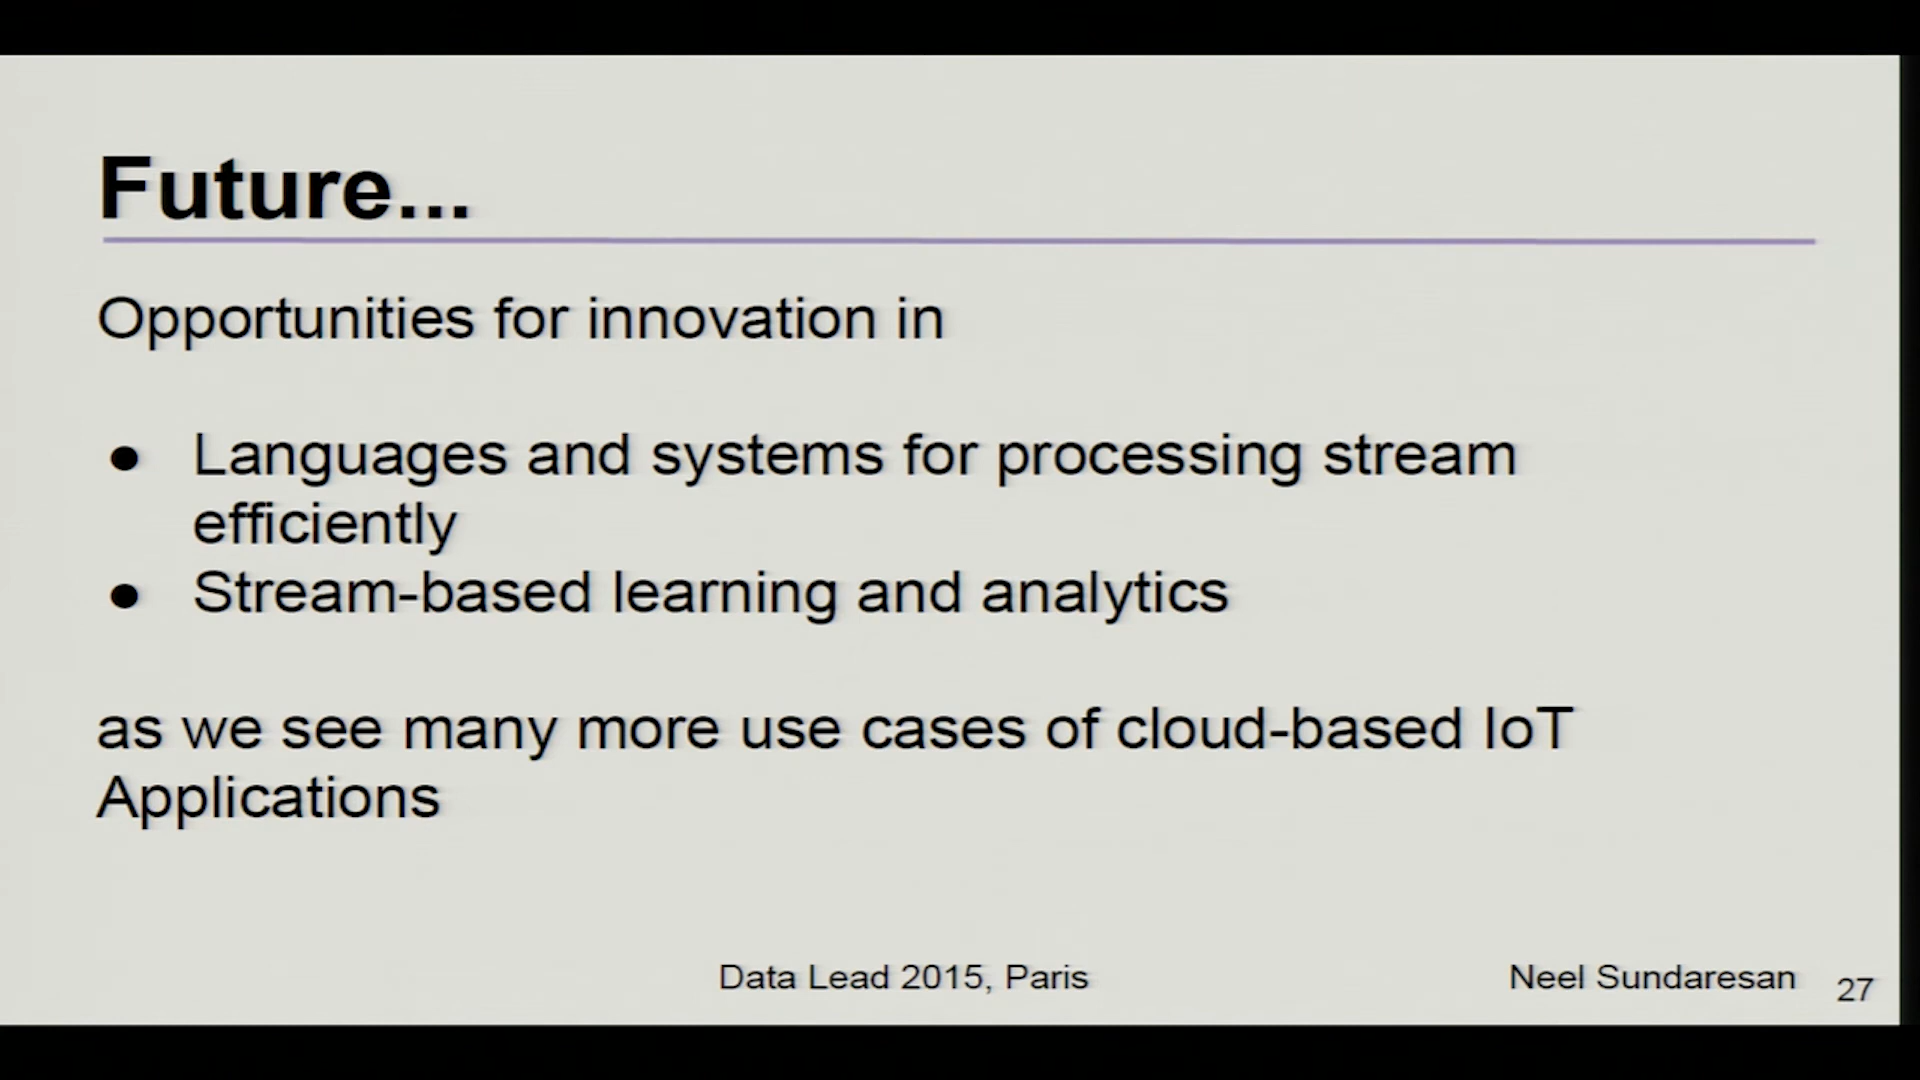 Future...
Opportunities for innovation in
● Languages and systems for processing stream
efficiently
● Stream-based learning and analytics
as we see many more use cases of cloud-based IoT
Applications
Data Lead 2015, Paris
Neel Sundaresan
27